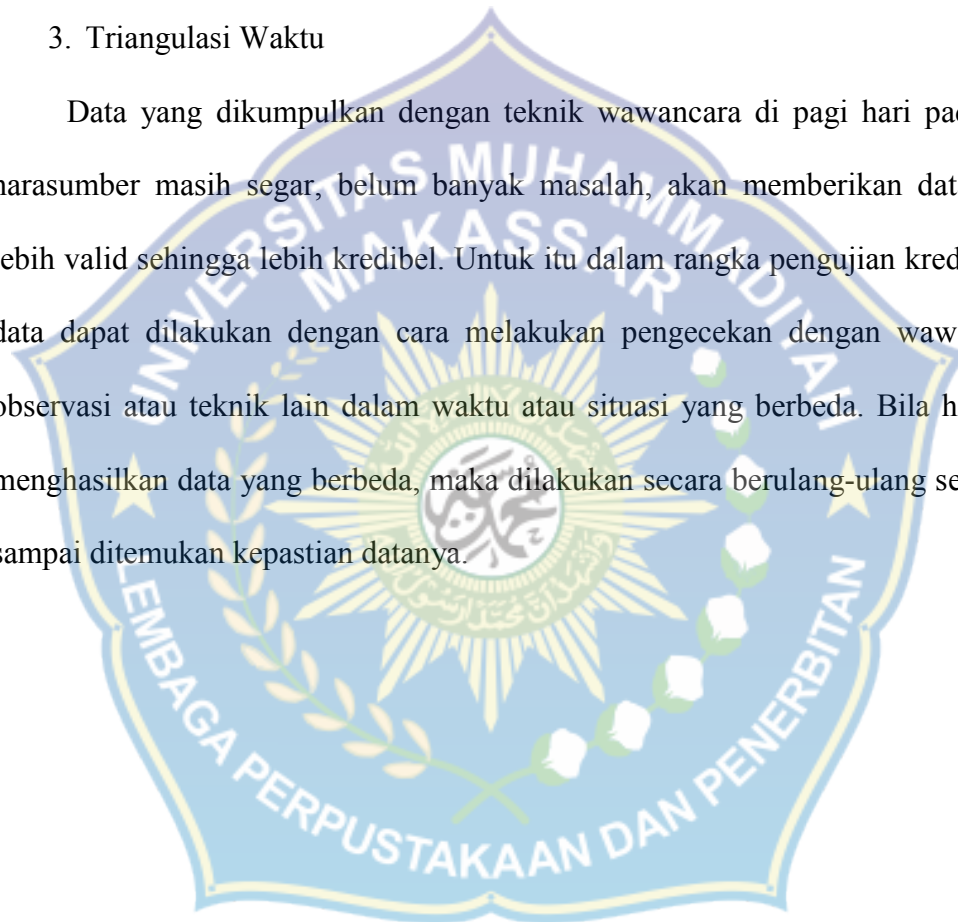 3. Triangulasi Waktu
Data yang dikumpulkan dengan teknik wawancara di pagi hari pad
narasumber masih segar, belum banyak masalah, akan memberikan dat
lebih valid sehingga lebih kredibel. Untuk itu dalam rangka pengujian kred
data dapat dilakukan dengan cara melakukan pengecekan dengan waw
observasi atau teknik lain dalam waktu atau situasi yang berbeda. Bila h
menghasilkan data yang berbeda, maka dilakukan secara berulang-ulang se
sampai ditemukan kepastian datanya.
UNIVERSITAS MUHAMMADIYAH
MAKASSAR
LEMBAGA PERPUSTAKAAN DAN PENERBITAN